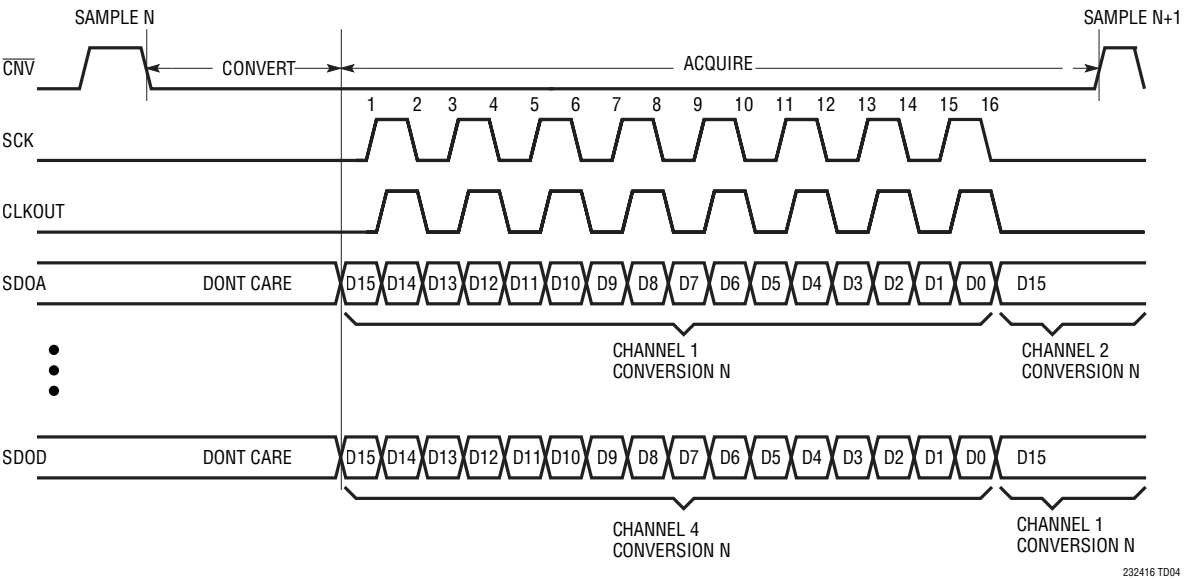 SAMPLE N
SAMPLE N+1
CNV
CONVERT
ACQUIRE
1 2 3 4 5 6 7 8 9 10 11 12 13 14 15 16
SCK
CLKOUT
SDOA DONT CARE D15 D14 D13 D12 D11 D10 D9 D8 D7 D6 D5 D4 D3 D2 D1 D0 D15
CHANNEL 1
CONVERSION N
CHANNEL 2
CONVERSION N
SDOD DONT CARE D15 D14 D13 D12 D11 D10 D9 D8 D7 D6 D5 D4 D3 D2 D1 D0 D15
CHANNEL 4
CONVERSION N
CHANNEL 1
CONVERSION N
232416 TD04